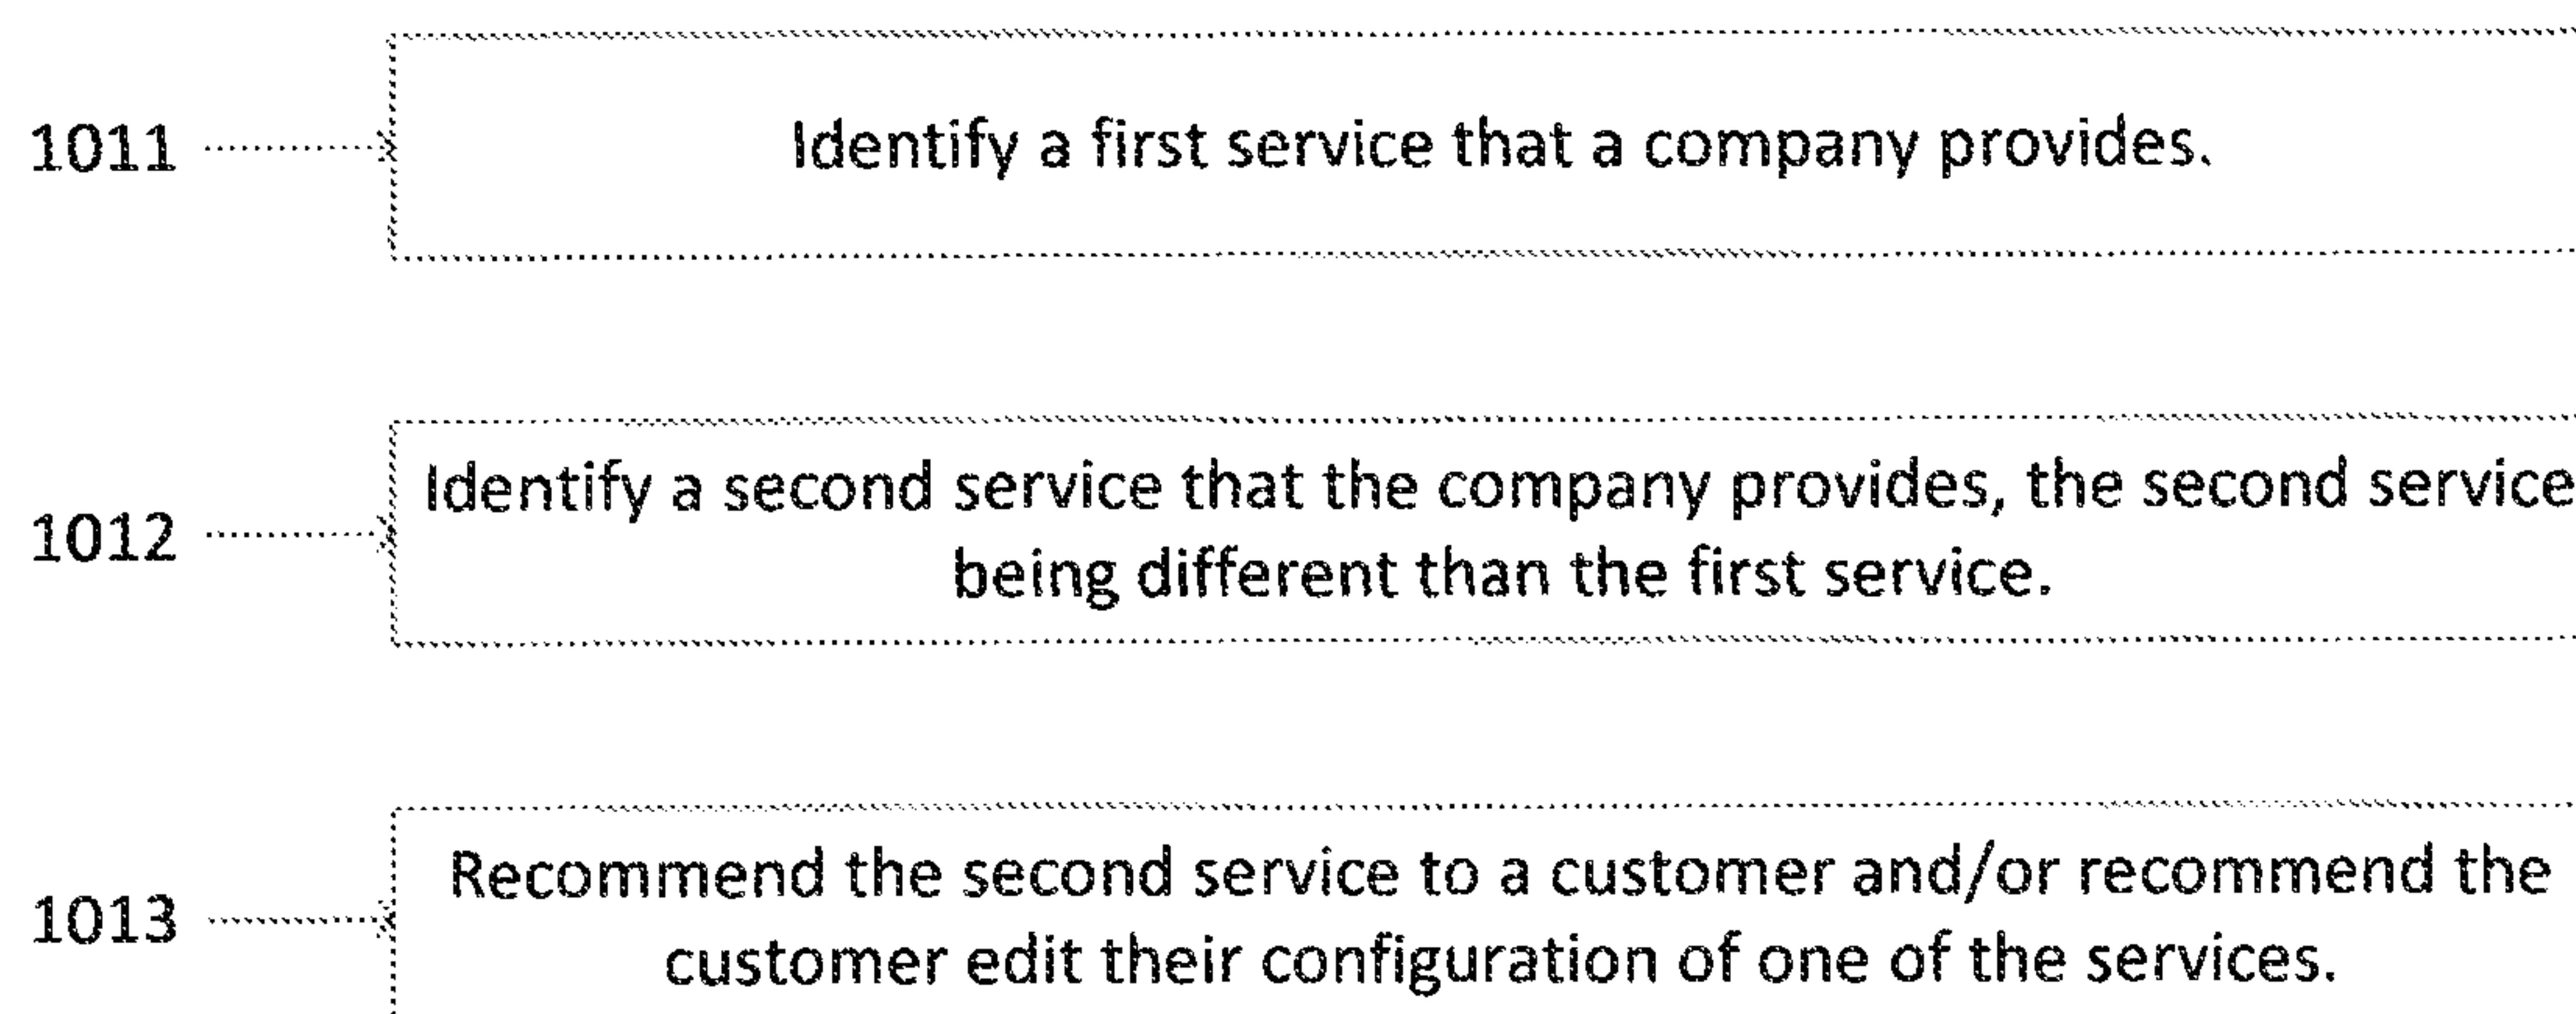 1011
Identify a first service that a company provides.
1012
Identify a second service that the company provides, the second service
being different than the first service.
1013
Recommend the second service to a customer and/or recommend the
customer edit their configuration of one of the services.